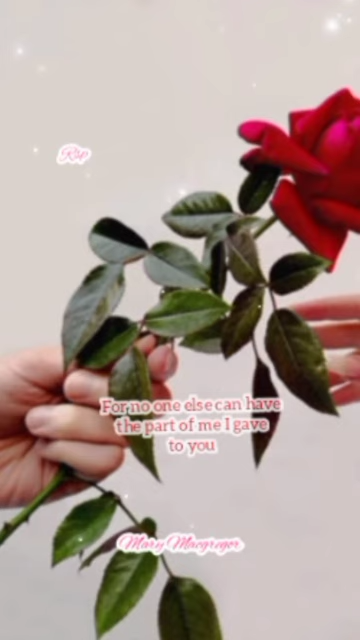 Rip
For no one else can have
the part of me I gave
to you
Mary Macgregor